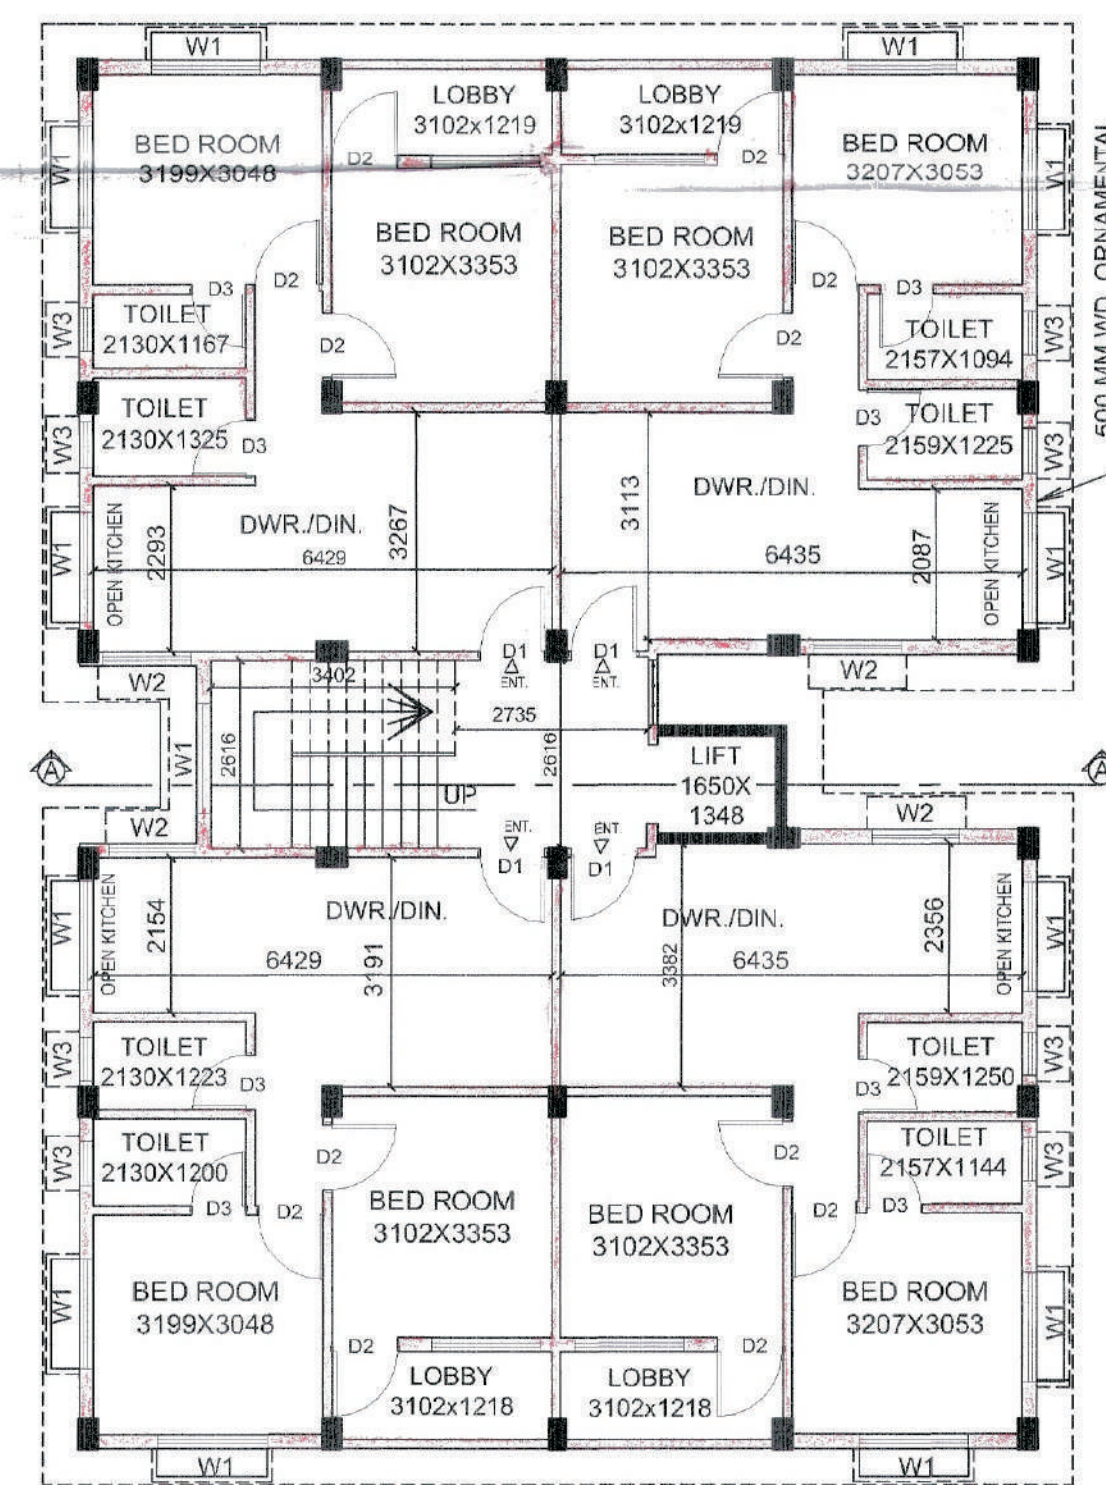 W1
W1
LOBBY
3102x1219
LOBBY
3102x1219
BED ROOM
3199X3048
BED ROOM
3207X3053
W1
W1
D2
D2
BED ROOM
3102X3353
BED ROOM
3102X3353
D3
D2
D2
D3
TOILET
2130X1167
TOILET
2157X1094
W3
W3
D2
D2
TOILET
2130X1325
TOILET
2159X1225
W3
W3
D3
D3
500 MM WD. ORNAMENTAL
DWR./DIN.
6429
DWR./DIN.
6435
OPEN KITCHEN
2293
3267
3113
2087
OPEN KITCHEN
W1
W1
D1
ENT.
D1
ENT.
W2
W2
3402
2735
W1
2616
2616
LIFT
1650X
1348
A
A
UP
W2
W2
ENT.
D1
ENT.
D1
DWR./DIN.
6429
DWR./DIN.
6435
W1
OPEN KITCHEN
2154
3191
3382
2356
OPEN KITCHEN
W1
TOILET
2130X1223
TOILET
2159X1250
W3
W3
D3
D3
TOILET
2130X1200
TOILET
2157X1144
W3
W3
D2
D2
D3
D2
D2
D3
BED ROOM
3102X3353
BED ROOM
3102X3353
BED ROOM
3199X3048
BED ROOM
3207X3053
W1
W1
D2
D2
LOBBY
3102x1218
LOBBY
3102x1218
W1
W1